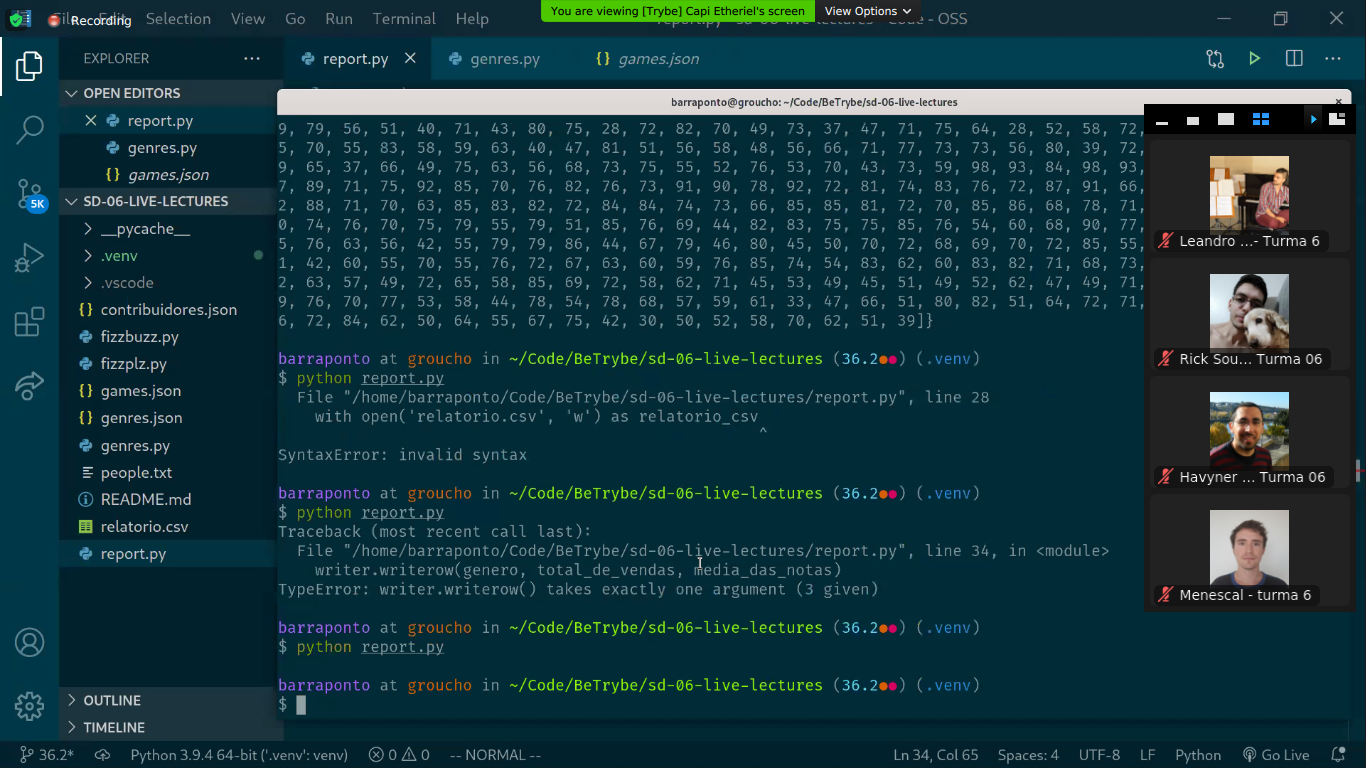 Recording
Edit
Selection
View
Go
Run
Terminal
Help
You are viewing [Trybe] Capi Etheriel's screen
View Options
- OSS
EXPLORER
report.py
genres.py
games.json
OPEN EDITORS
report.py
genres.py
games.json
SD-06-LIVE-LECTURES
__pycache__
.venv
.vscode
contribuidores.json
fizzbuzz.py
fizzplz.py
games.json
genres.json
genres.py
people.txt
README.md
relatorio.csv
report.py
OUTLINE
TIMELINE
5K
barraponto@groucho: ~/Code/BeTrybe/sd-06-live-lectures
9, 79, 56, 51, 40, 71, 43, 80, 75, 28, 72, 82, 70, 49, 73, 37, 47, 71, 75, 64, 28, 52, 58, 72,
5, 70, 55, 83, 58, 59, 63, 40, 47, 81, 51, 56, 58, 48, 56, 66, 71, 77, 73, 73, 56, 80, 39, 72,
9, 65, 37, 66, 49, 75, 63, 56, 68, 73, 75, 55, 52, 76, 53, 70, 43, 73, 59, 98, 93, 84, 98, 93,
7, 89, 71, 75, 92, 85, 70, 76, 82, 76, 73, 91, 90, 78, 92, 72, 81, 74, 83, 76, 72, 87, 91, 66,
2, 88, 71, 70, 63, 85, 83, 82, 72, 84, 84, 74, 73, 66, 85, 85, 81, 72, 70, 85, 86, 68, 78, 71,
0, 74, 76, 70, 75, 79, 55, 79, 51, 85, 76, 69, 44, 82, 83, 75, 75, 85, 76, 54, 60, 68, 90, 77,
5, 76, 63, 56, 42, 55, 79, 79, 86, 44, 67, 79, 46, 80, 45, 50, 70, 72, 68, 69, 70, 72, 85, 55,
1, 42, 60, 55, 70, 55, 76, 72, 67, 63, 60, 59, 76, 85, 74, 54, 83, 62, 60, 83, 82, 71, 68, 73,
2, 63, 57, 49, 72, 65, 58, 85, 69, 72, 58, 62, 71, 45, 53, 49, 45, 51, 49, 52, 62, 47, 49, 71,
9, 76, 70, 77, 53, 58, 44, 78, 54, 78, 68, 57, 59, 61, 33, 47, 66, 51, 80, 82, 51, 64, 72, 71,
6, 72, 84, 62, 50, 64, 55, 67, 75, 42, 30, 50, 52, 58, 70, 62, 51, 39]}
barraponto at groucho in ~/Code/BeTrybe/sd-06-live-lectures (36.2●●) (.venv)
$ python report.py
File "/home/barraponto/Code/BeTrybe/sd-06-live-lectures/report.py", line 28
with open('relatorio.csv', 'w') as relatorio_csv
^
SyntaxError: invalid syntax
barraponto at groucho in ~/Code/BeTrybe/sd-06-live-lectures (36.2●●) (.venv)
$ python report.py
Traceback (most recent call last):
File "/home/barraponto/Code/BeTrybe/sd-06-live-lectures/report.py", line 34, in <module>
writer.writerow(genero, total_de_vendas, media_das_notas)
TypeError: writer.writerow() takes exactly one argument (3 given)
barraponto at groucho in ~/Code/BeTrybe/sd-06-live-lectures (36.2●●) (.venv)
$ python report.py
barraponto at groucho in ~/Code/BeTrybe/sd-06-live-lectures (36.2●●) (.venv)
$
Leandro ...- Turma 6
Rick Sou... Turma 06
Havyner ... Turma 06
Menescal - turma 6
36.2*
Python 3.9.4 64-bit ('.venv': venv)
0
0
-- NORMAL --
Ln 34, Col 65
Spaces: 4
UTF-8
LF
Python
Go Live